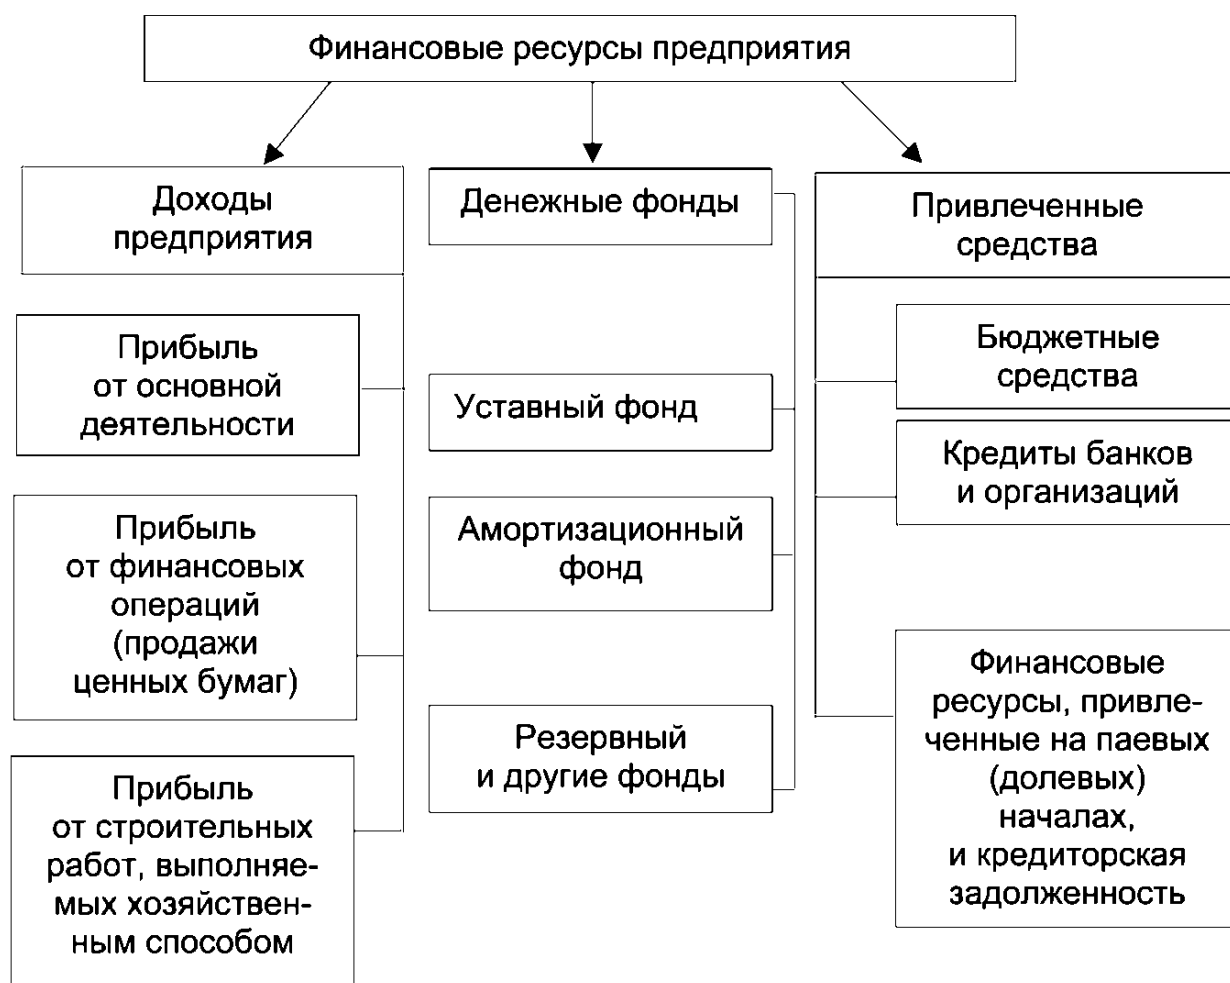 Финансовые ресурсы предприятия
Доходы
предприятия
Прибыль
от основной
деятельности
Прибыль
от финансовых
операций
(продажи
ценных бумаг)
Прибыль
от строительных
работ, выполняе-
мых хозяйствен-
ным способом
Денежные фонды
Уставный фонд
Амортизационный
фонд
Резервный
и другие фонды
Привлеченные
средства
Бюджетные
средства
Кредиты банков
и организаций
Финансовые
ресурсы, привле-
ченные на паевых
(долевых)
началах,
и кредиторская
задолженность